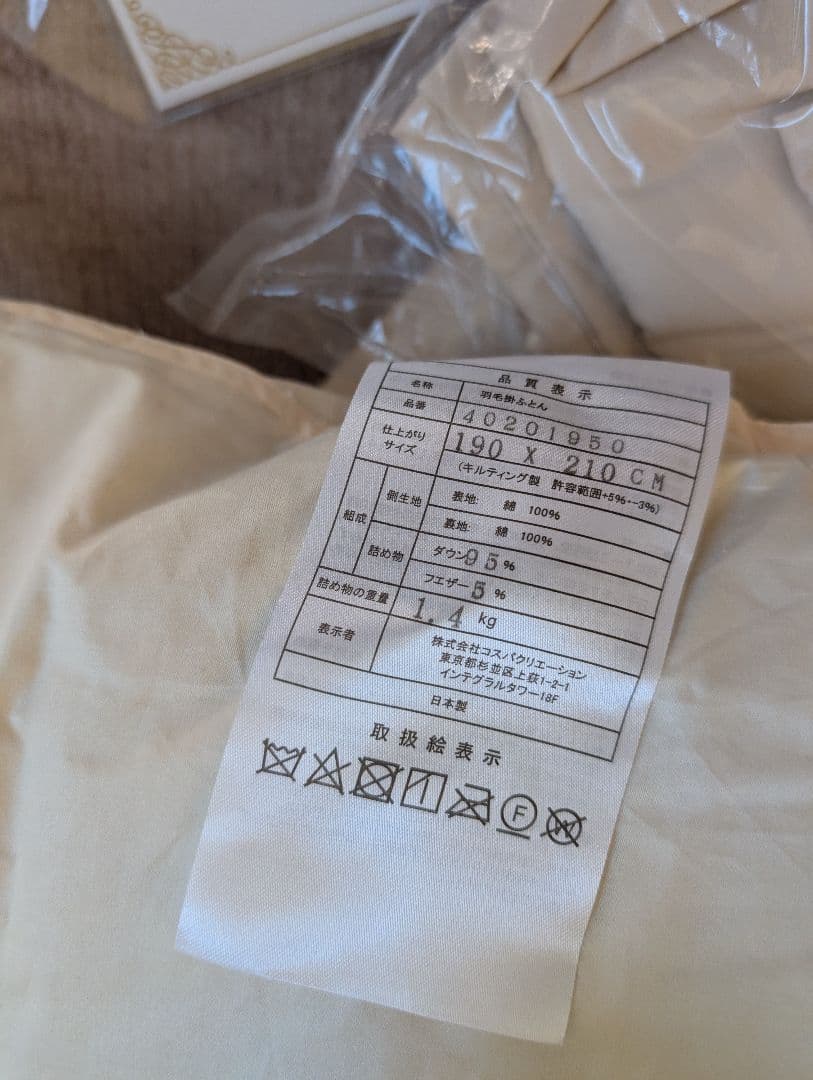 品質表示
名称 羽毛掛ふとん
品番 40201950
仕上がりサイズ 190 X 210 CM
(キルティング製 許容範囲+5%・-3%)
組成 側生地 表地: 綿 100%
裏地: 綿 100%
詰め物 ダウン 95 %
フェザー 5 %
詰め物の重量 1.4 kg
表示者 株式会社コスパクリエーション
東京都杉並区上荻1-2-1
インテグラルタワー18F
日本製
取扱絵表示
F
W